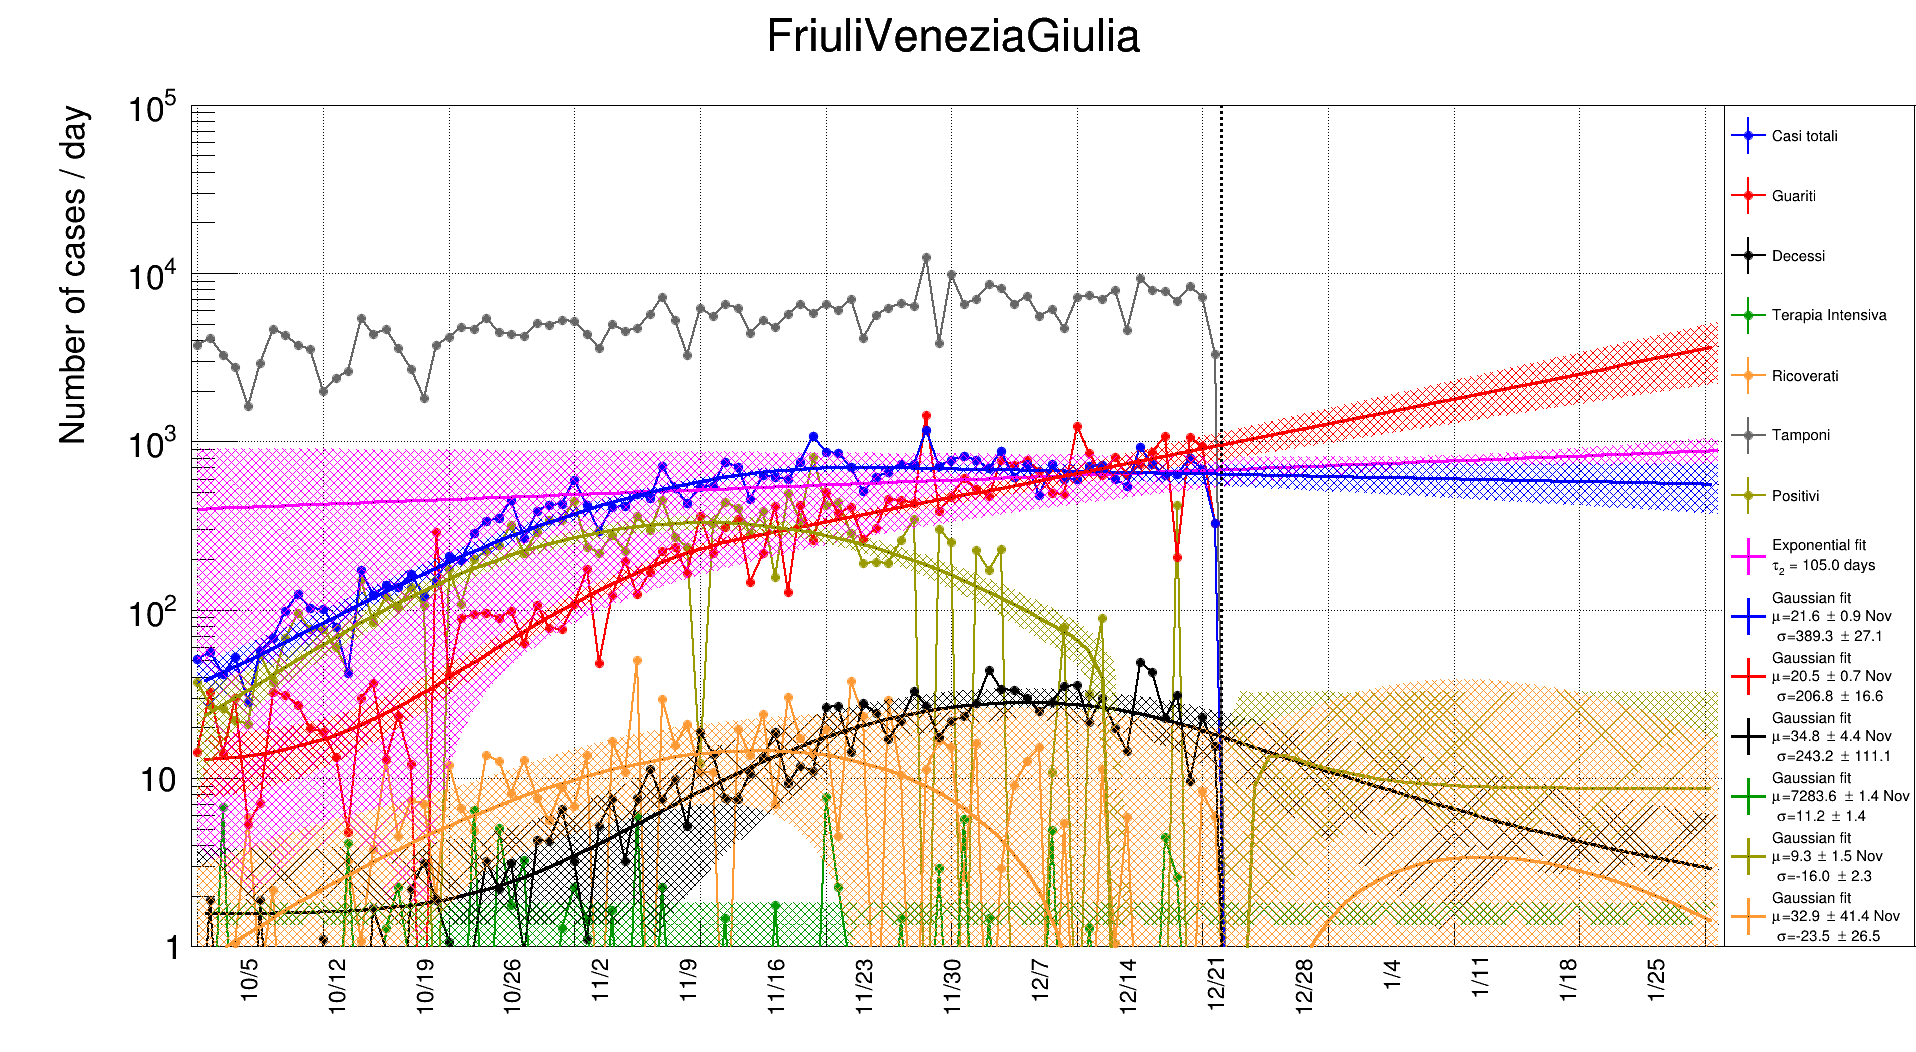 FriuliVeneziaGiulia
Number of cases / day
10^5
10^4
10^3
10^2
10
1
10/5
10/12
10/19
10/26
11/2
11/9
11/16
11/23
11/30
12/7
12/14
12/21
12/28
1/4
1/11
1/18
1/25
Casi totali
Guariti
Decessi
Terapia Intensiva
Ricoverati
Tamponi
Positivi
Exponential fit
τ2 = 105.0 days
Gaussian fit
μ=21.6 ± 0.9 Nov
σ=389.3 ± 27.1
Gaussian fit
μ=20.5 ± 0.7 Nov
σ=206.8 ± 16.6
Gaussian fit
μ=34.8 ± 4.4 Nov
σ=243.2 ± 111.1
Gaussian fit
μ=7283.6 ± 1.4 Nov
σ=11.2 ± 1.4
Gaussian fit
μ=9.3 ± 1.5 Nov
σ=-16.0 ± 2.3
Gaussian fit
μ=32.9 ± 41.4 Nov
σ=-23.5 ± 26.5